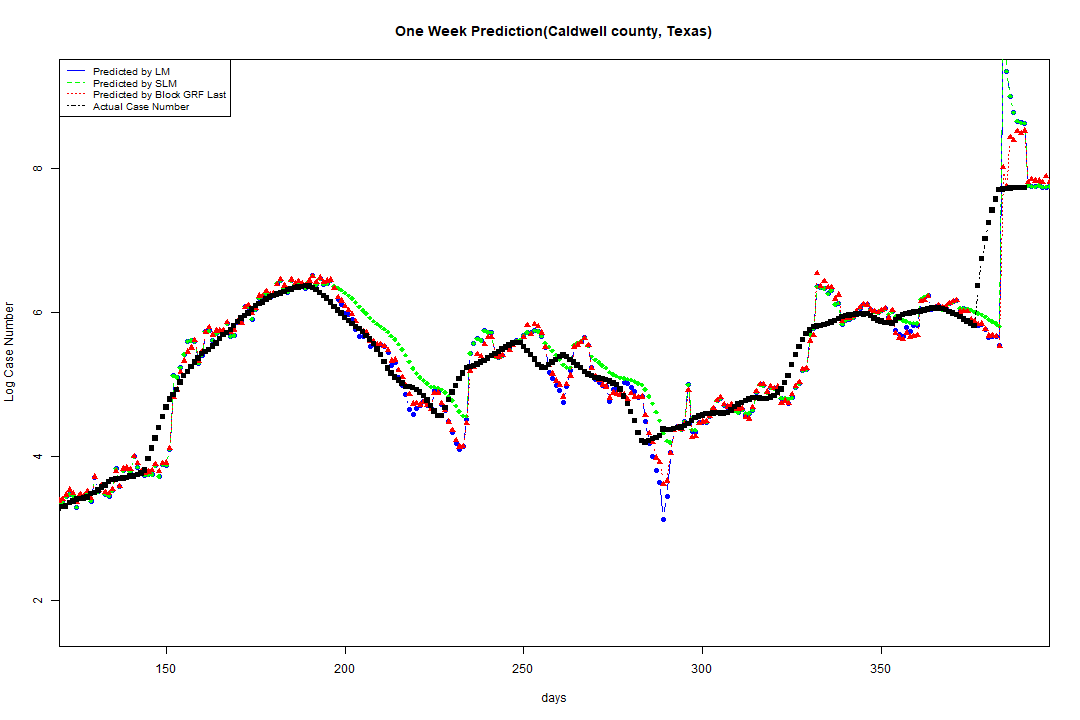 One Week Prediction(Caldwell county, Texas)
Predicted by LM
Predicted by SLM
Predicted by Block GRF Last
Actual Case Number
Log Case Number
8
6
4
2
150 200 250 300 350
days